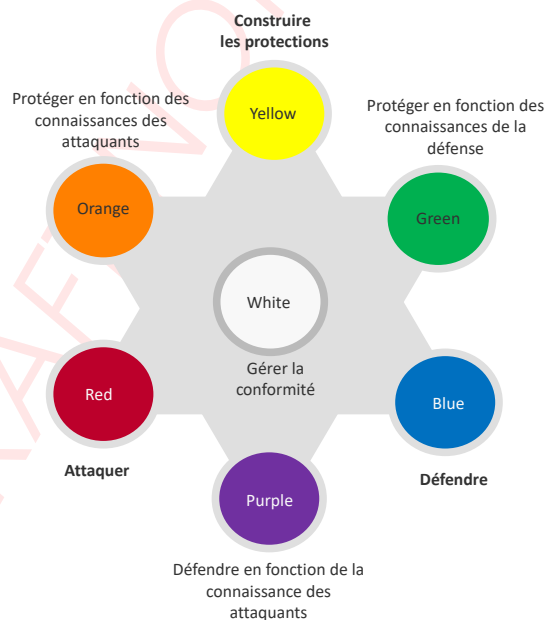 Construire
les protections
Yellow
Protéger en fonction des
connaissances des
attaquants
Protéger en fonction des
connaissances de la
défense
Orange
Green
White
Gérer la
conformité
Red
Blue
Attaquer
Défendre
Purple
Défendre en fonction de la
connaissance des
attaquants